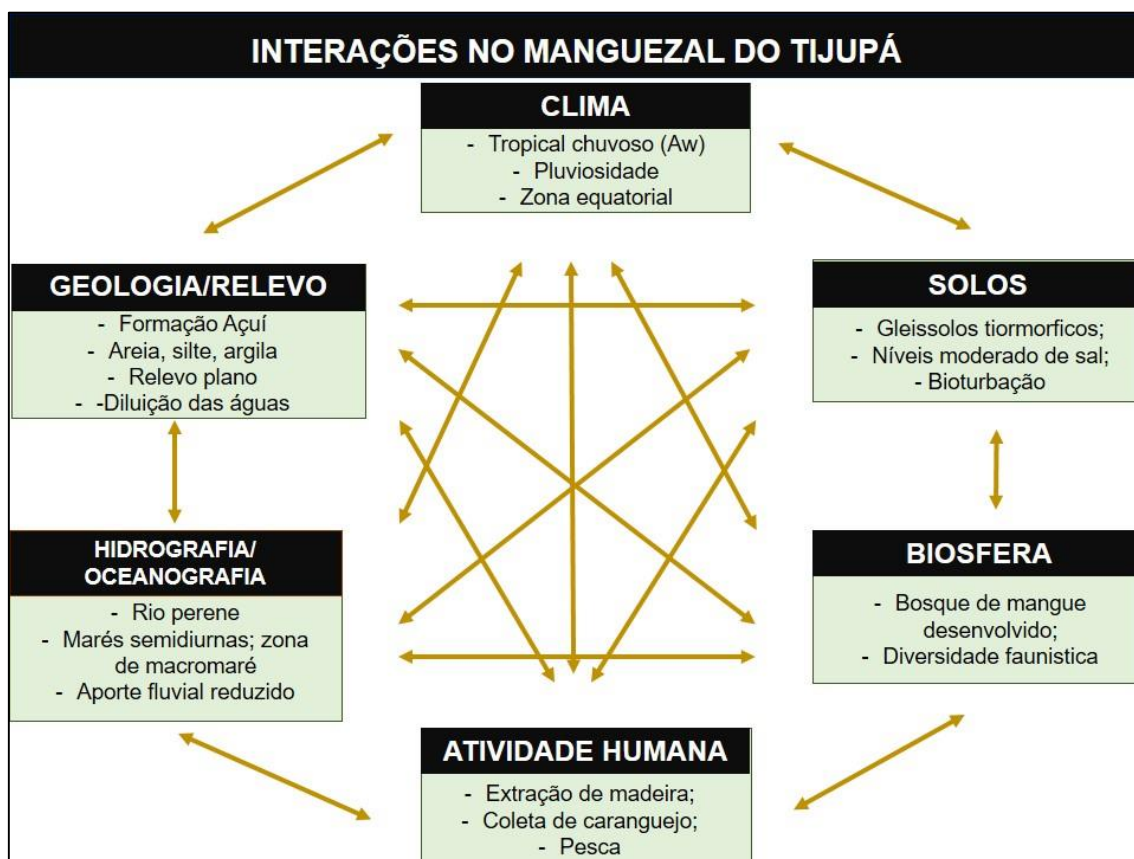 INTERAÇÕES NO MANGUEZAL DO TIJUPÁ
CLIMA
- Tropical chuvoso (Aw)
- Pluviosidade
- Zona equatorial
GEOLOGIA/RELEVO
- Formação Açuí
- Areia, silte, argila
- Relevo plano
- -Diluição das águas
SOLOS
- Gleissolos tiormorficos;
- Níveis moderado de sal;
- Bioturbação
HIDROGRAFIA/
OCEANOGRAFIA
- Rio perene
- Marés semidiurnas; zona
de macromaré
- Aporte fluvial reduzido
BIOSFERA
- Bosque de mangue
desenvolvido;
- Diversidade faunistica
ATIVIDADE HUMANA
- Extração de madeira;
- Coleta de caranguejo;
- Pesca